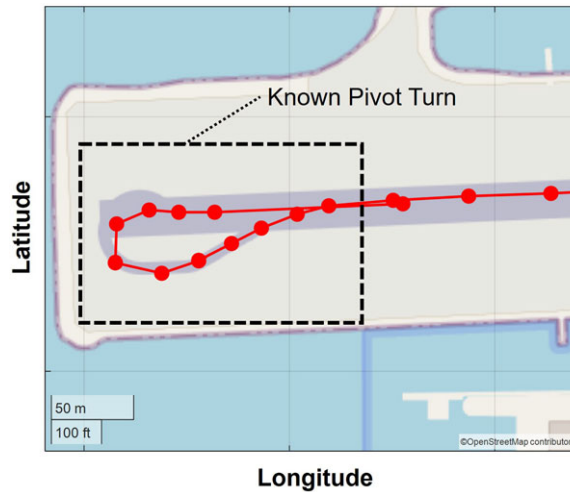 Known Pivot Turn
Latitude
50 m
100 ft
©OpenStreetMap contributor
Longitude